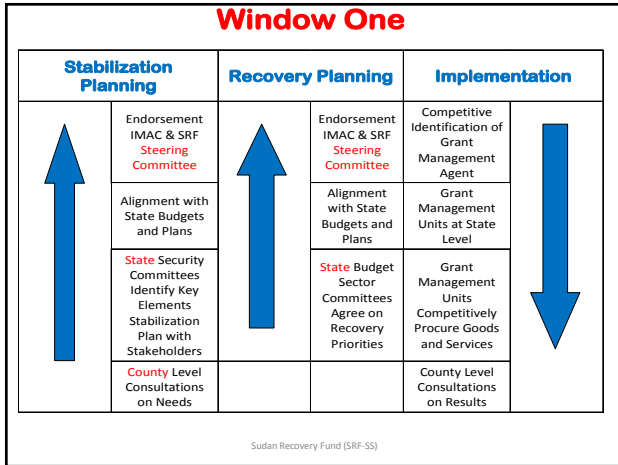 Window One
Stabilization
Planning
Recovery Planning
Implementation
Endorsement
IMAC & SRF
Steering
Committee
Endorsement
IMAC & SRF
Steering
Committee
Competitive
Identification of
Grant
Management
Agent
Alignment with
State Budgets
and Plans
Alignment
with State
Budgets and
Plans
Grant
Management
Units at State
Level
State Security
Committees
Identify Key
Elements
Stabilization
Plan with
Stakeholders
State Budget
Sector
Committees
Agree on
Recovery
Priorities
Grant
Management
Units
Competitively
Procure Goods
and Services
County Level
Consultations
on Needs
County Level
Consultations
on Results
Sudan Recovery Fund (SRF-SS)